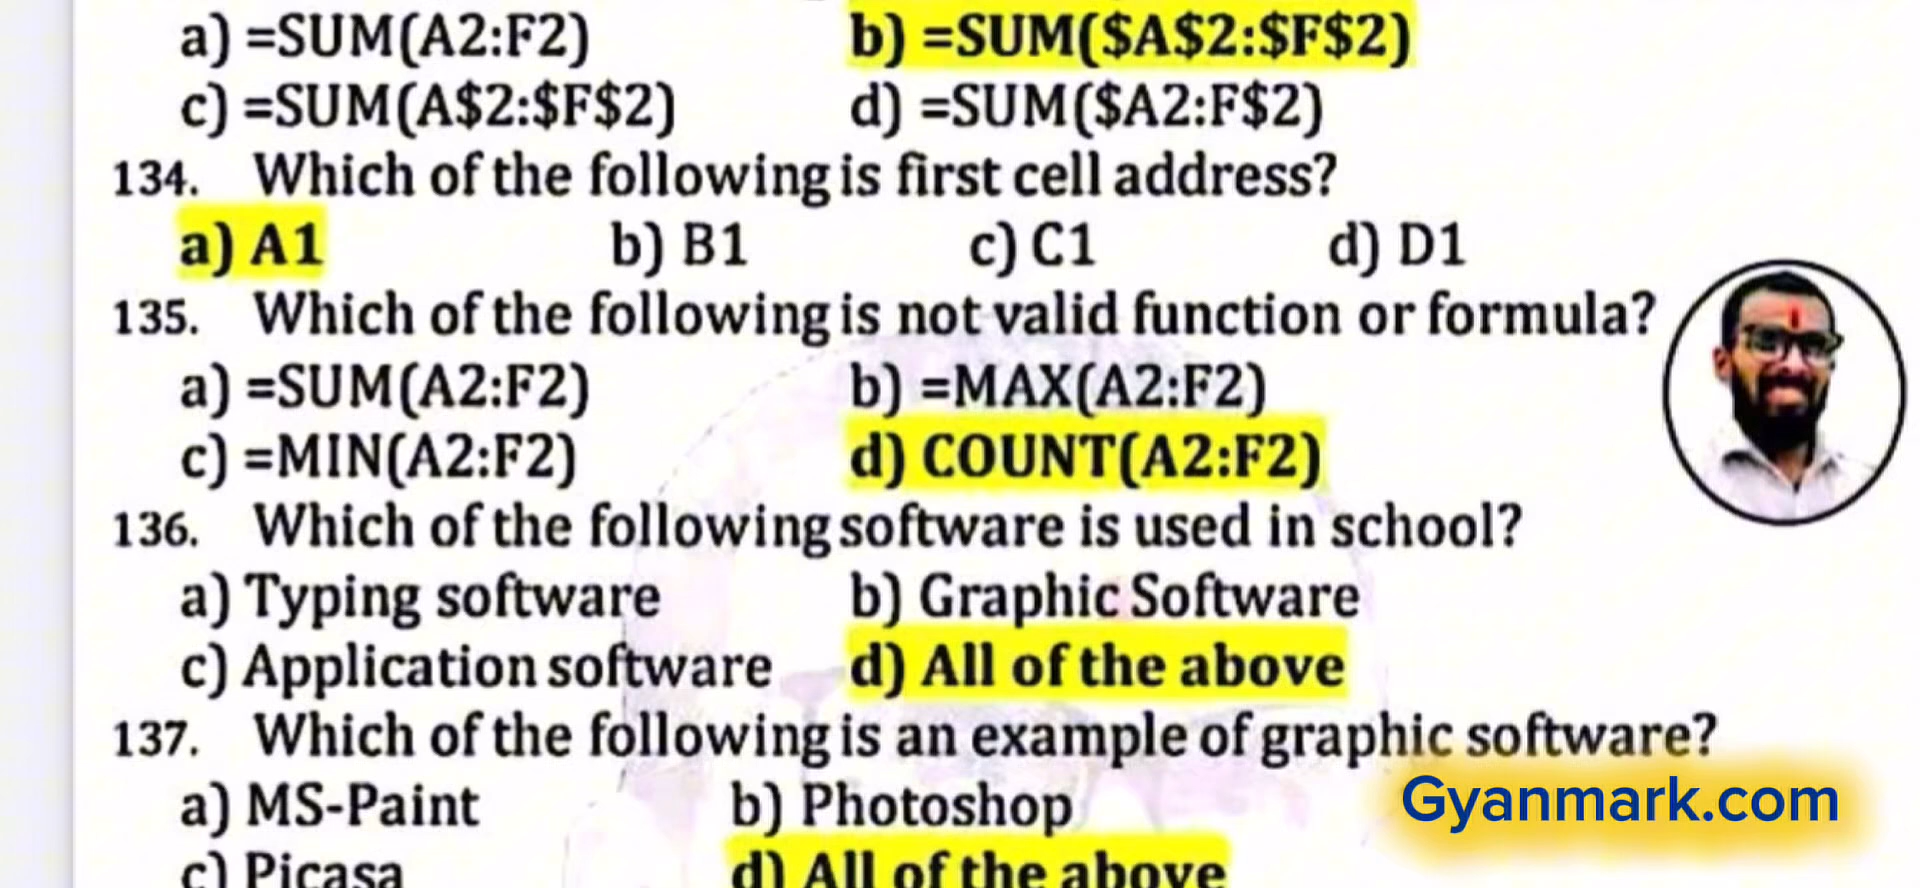 a) =SUM(A2:F2) b) =SUM($A$2:$F$2)
c) =SUM(A$2:$F$2) d) =SUM($A2:F$2)
134. Which of the following is first cell address?
a) A1 b) B1 c) C1 d) D1
135. Which of the following is not valid function or formula?
a) =SUM(A2:F2) b) =MAX(A2:F2)
c) =MIN(A2:F2) d) COUNT(A2:F2)
136. Which of the following software is used in school?
a) Typing software b) Graphic Software
c) Application software d) All of the above
137. Which of the following is an example of graphic software?
a) MS-Paint b) Photoshop
Gyanmark.com
c) Picasa d) All of the above